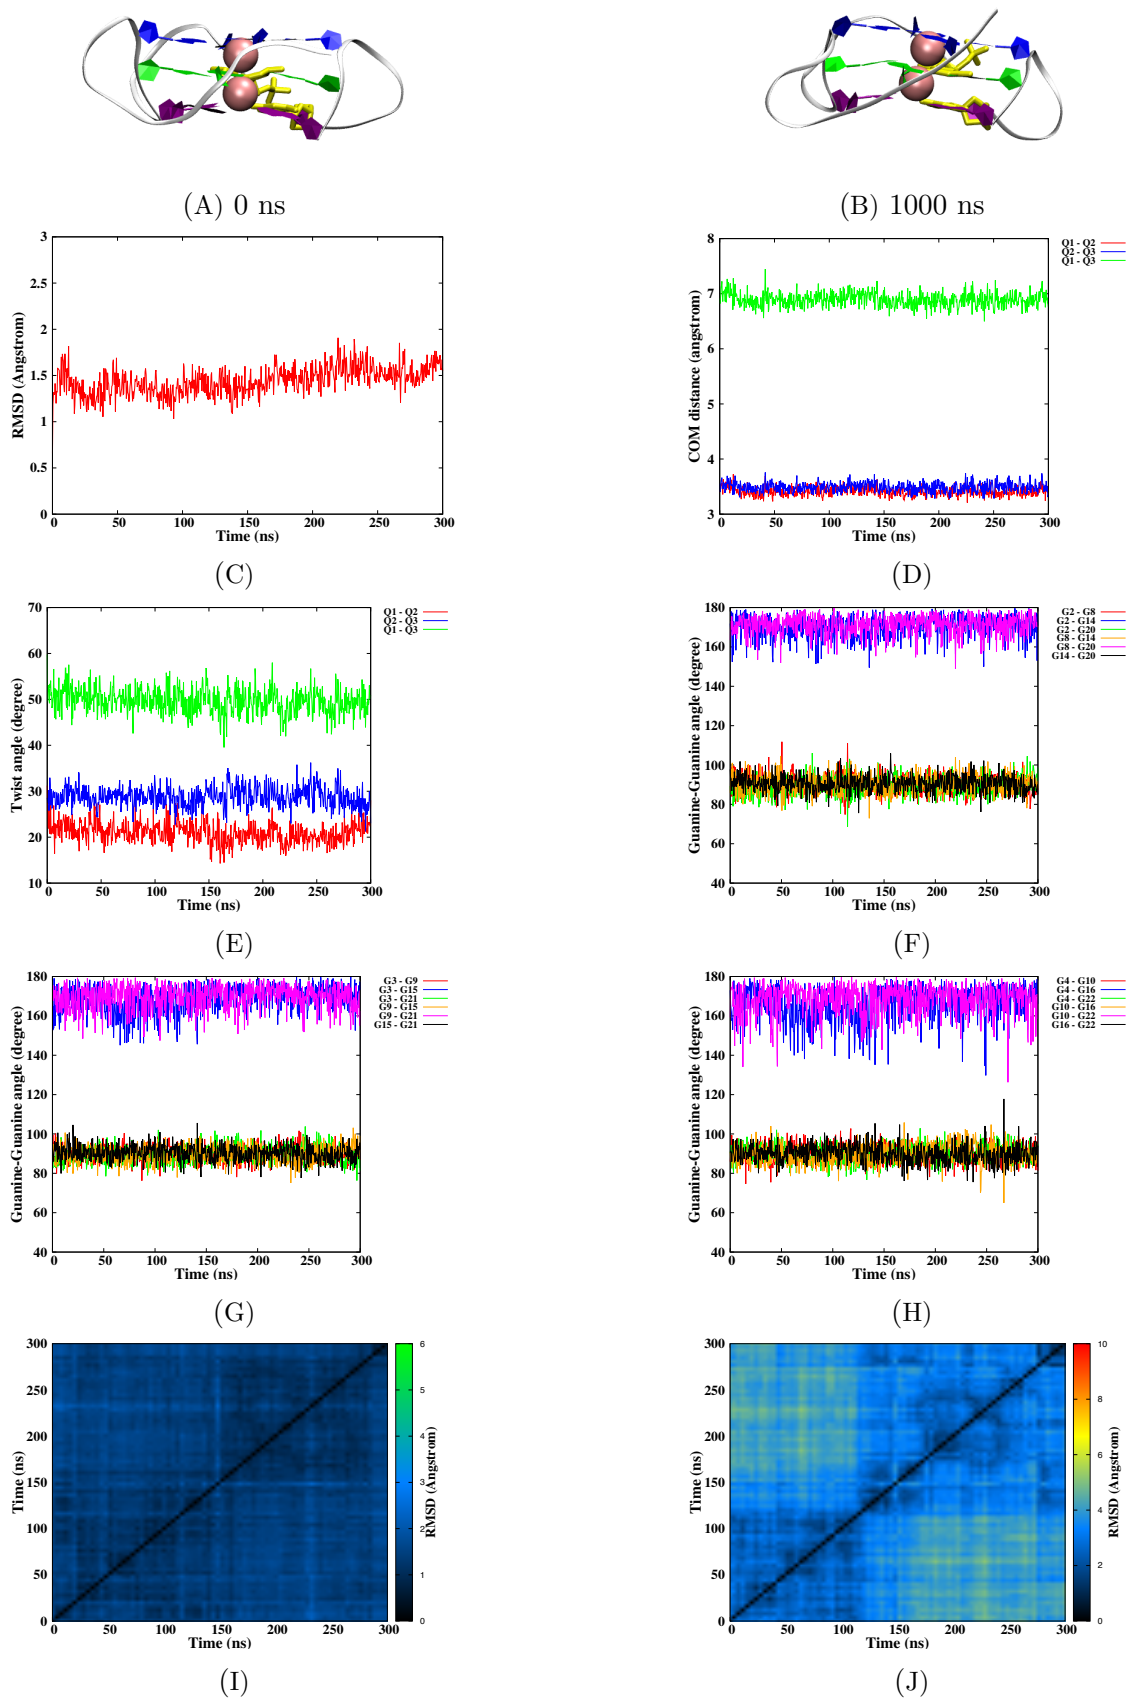 (A) 0 ns
(B) 1000 ns
3
2.5
2
1.5
1
0.5
0
RMSD (Angstrom)
0 50 100 150 200 250 300
Time (ns)
(C)
Q1 - Q2
Q2 - Q3
Q1 - Q3
8
7
6
5
4
3
COM distance (angstrom)
0 50 100 150 200 250 300
Time (ns)
(D)
Q1 - Q2
Q2 - Q3
Q1 - Q3
70
60
50
40
30
20
10
Twist angle (degree)
0 50 100 150 200 250 300
Time (ns)
(E)
G2 - G8
G2 - G14
G2 - G20
G8 - G14
G8 - G20
G14 - G20
180
160
140
120
100
80
60
40
Guanine-Guanine angle (degree)
0 50 100 150 200 250 300
Time (ns)
(F)
G3 - G9
G3 - G15
G3 - G21
G9 - G15
G9 - G21
G15 - G21
180
160
140
120
100
80
60
40
Guanine-Guanine angle (degree)
0 50 100 150 200 250 300
Time (ns)
(G)
G4 - G10
G4 - G16
G4 - G22
G10 - G16
G10 - G22
G16 - G22
180
160
140
120
100
80
60
40
Guanine-Guanine angle (degree)
0 50 100 150 200 250 300
Time (ns)
(H)
300
250
200
150
100
50
0
Time (ns)
0 50 100 150 200 250 300
Time (ns)
6
5
4
3
2
1
0
RMSD (Angstrom)
(I)
300
250
200
150
100
50
0
Time (ns)
0 50 100 150 200 250 300
Time (ns)
10
8
6
4
2
0
RMSD (Angstrom)
(J)